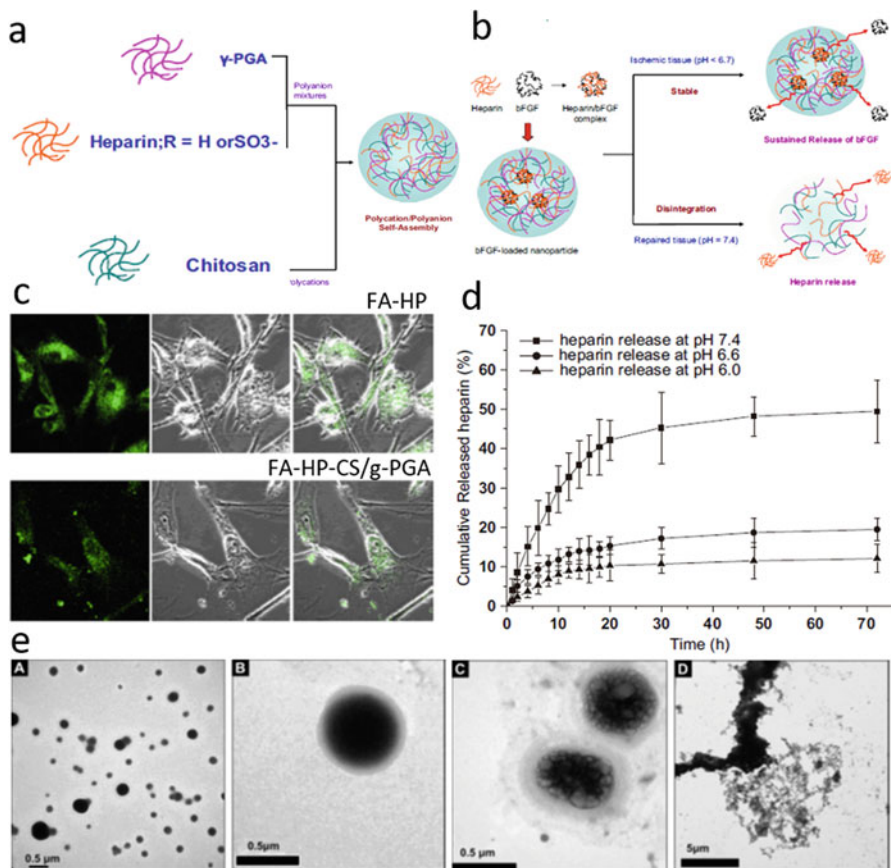 a
γ-PGA
Polyanion
mixtures
Heparin;R = H orSO3-
Polycation/Polyanion
Self-Assembly
Chitosan
olycations
b
Heparin
bFGF
Heparin/bFGF
complex
bFGF-loaded nanoparticle
Ischemic tissue (pH < 6.7)
Stable
Sustained Release of bFGF
Disintegration
Repaired tissue (pH = 7.4)
Heparin release
c
FA-HP
FA-HP-CS/g-PGA
d
heparin release at pH 7.4
heparin release at pH 6.6
heparin release at pH 6.0
Cumulative Released heparin (%)
70
60
50
40
30
20
10
0
0 10 20 30 40 50 60 70
Time (h)
e
A
0.5 μm
B
0.5μm
C
0.5 μm
D
5μm